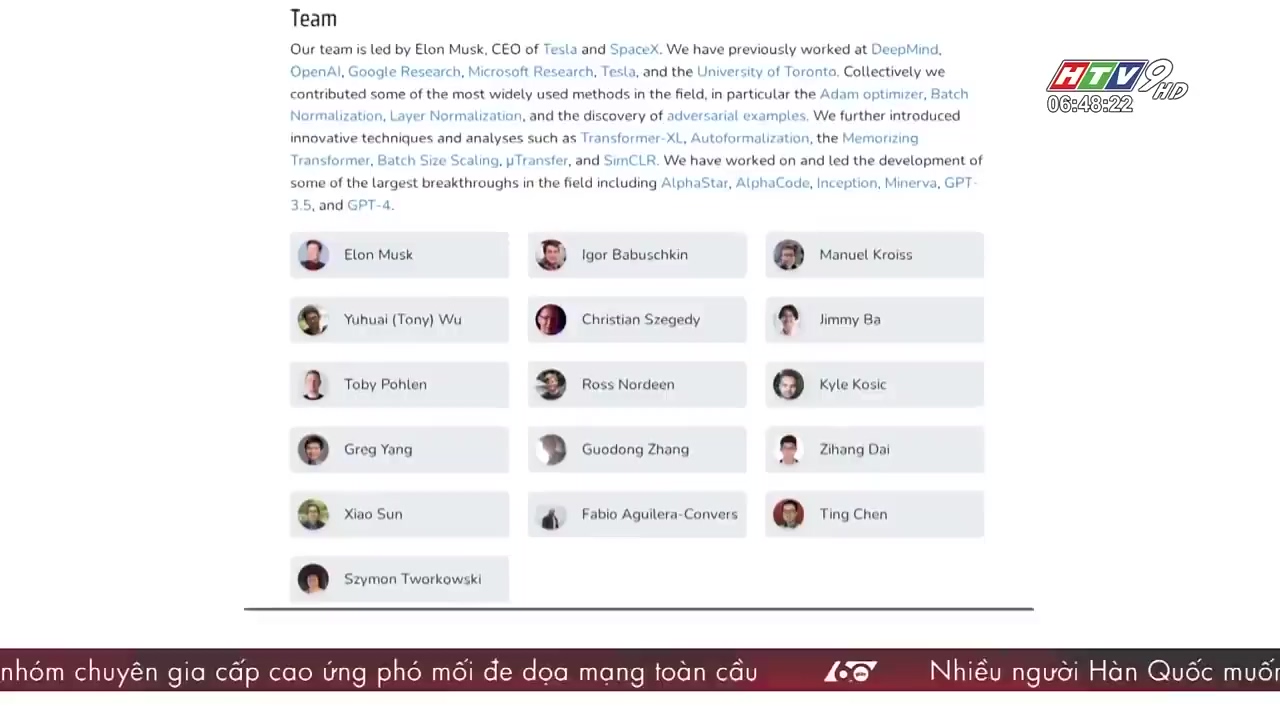 Team
Our team is led by Elon Musk, CEO of Tesla and SpaceX. We have previously worked at DeepMind,
OpenAI, Google Research, Microsoft Research, Tesla, and the University of Toronto. Collectively we
contributed some of the most widely used methods in the field, in particular the Adam optimizer, Batch
Normalization, Layer Normalization, and the discovery of adversarial examples. We further introduced
innovative techniques and analyses such as Transformer-XL, Autoformalization, the Memorizing
Transformer, Batch Size Scaling, μTransfer, and SimCLR. We have worked on and led the development of
some of the largest breakthroughs in the field including AlphaStar, AlphaCode, Inception, Minerva, GPT-
3.5, and GPT-4.
HTV9 HD
06:48:22
Elon Musk
Igor Babuschkin
Manuel Kroiss
Yuhuai (Tony) Wu
Christian Szegedy
Jimmy Ba
Toby Pohlen
Ross Nordeen
Kyle Kosic
Greg Yang
Guodong Zhang
Zihang Dai
Xiao Sun
Fabio Aguilera-Convers
Ting Chen
Szymon Tworkowski
nhóm chuyên gia cấp cao ứng phó mối đe dọa mạng toàn cầu 60 giây Nhiều người Hàn Quốc muốn